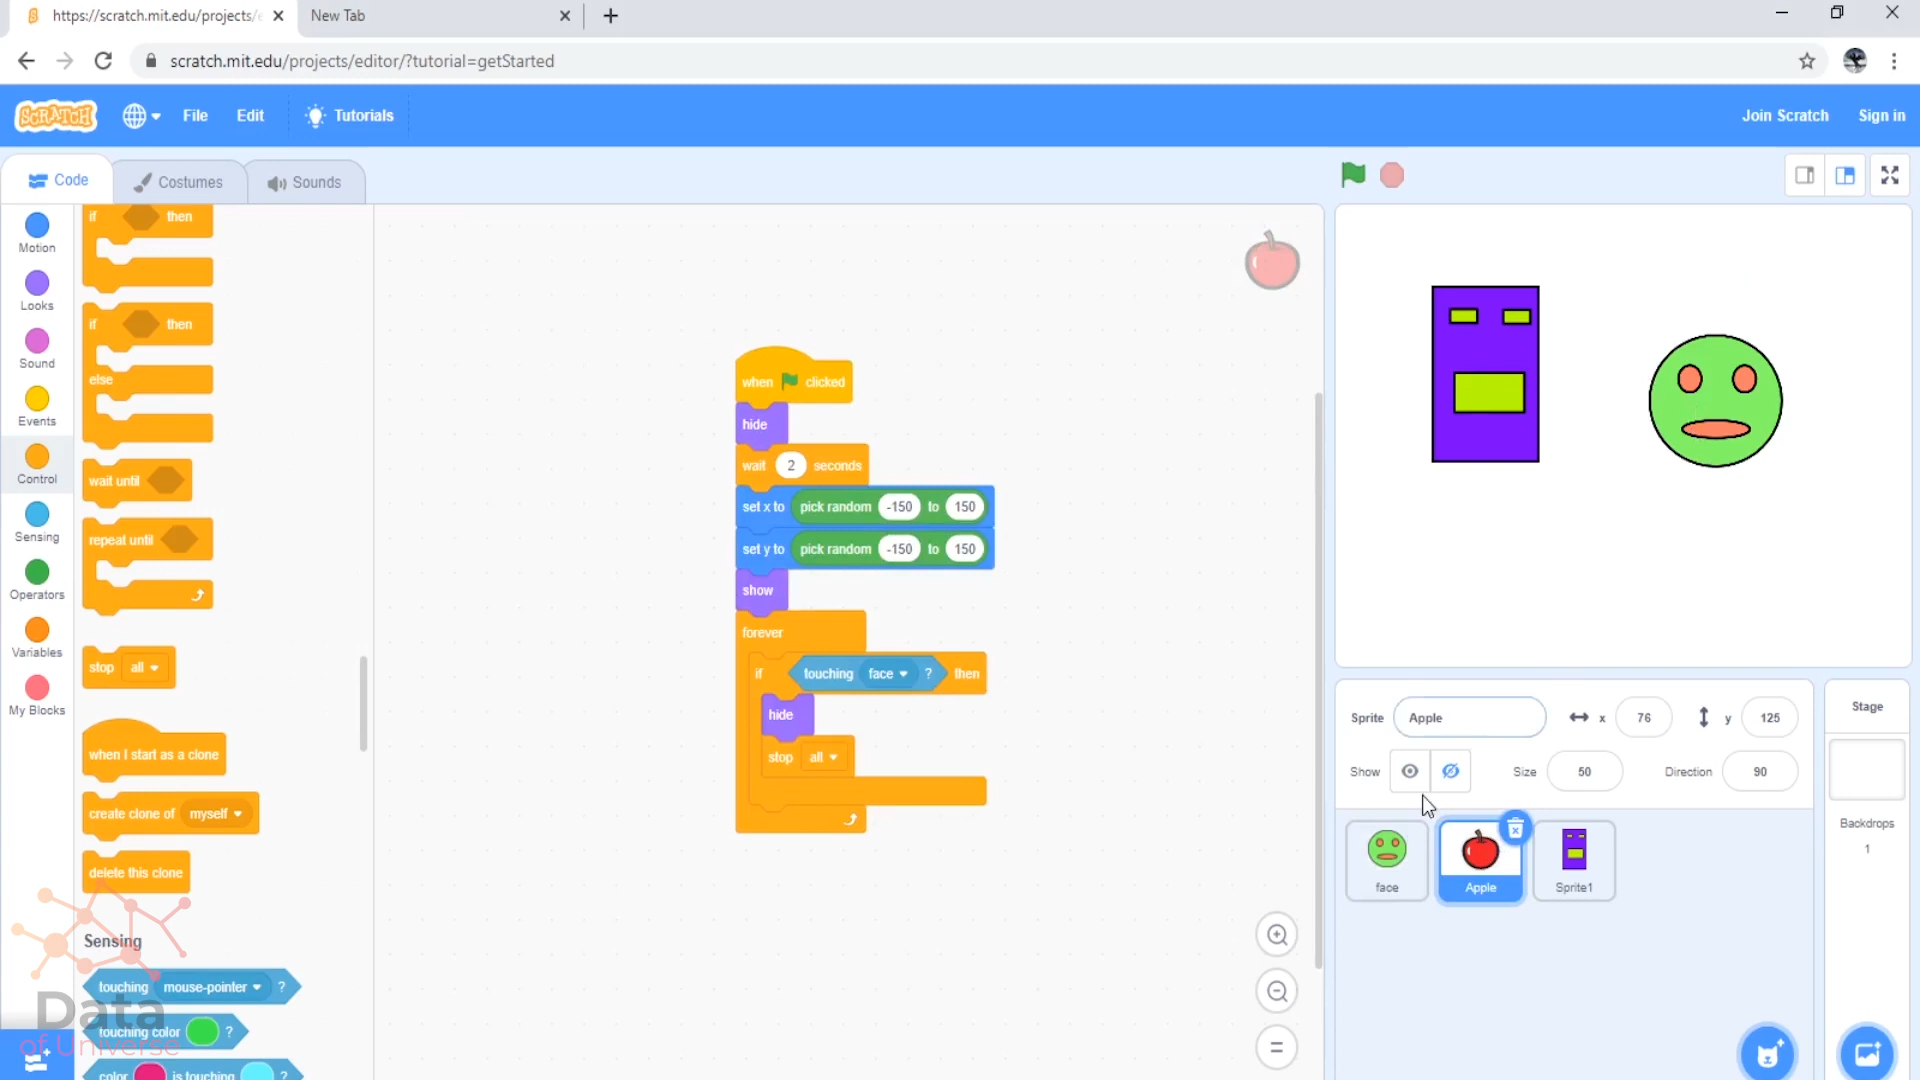 https://scratch.mit.edu/projects/e
New Tab
scratch.mit.edu/projects/editor/?tutorial=getStarted
SCRATCH File Edit Tutorials Join Scratch Sign in
Code Costumes Sounds
Motion
Looks
Sound
Events
Control
Sensing
Operators
Variables
My Blocks
if then
if then
else
wait until
repeat until
stop all
when I start as a clone
create clone of myself
delete this clone
Sensing
touching mouse-pointer ?
touching color ?
color is touching ?
Data
of Universe
when clicked
hide
wait 2 seconds
set x to pick random -150 to 150
set y to pick random -150 to 150
show
forever
if touching face ? then
hide
stop all
Sprite Apple x 76 y 125
Show Size 50 Direction 90
face Apple Sprite1
Stage
Backdrops
1